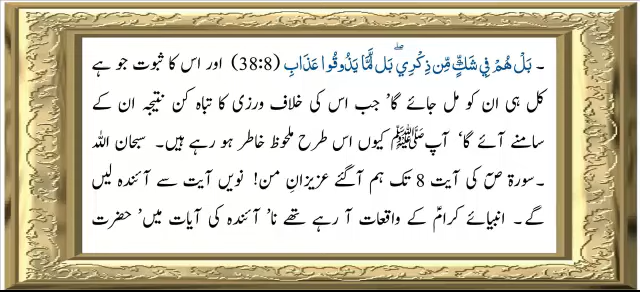 ۔ بَلْ هُمْ فِي شَكٍّ مِّن ذِكْرِي ۖ بَل لَّمَّا يَذُوقُوا عَذَابِ (38:8) اور اس کا ثبوت جو ہے
کل ہی ان کو مل جائے گا’ جب اس کی خلاف ورزی کا تباہ کن نتیجہ ان کے
سامنے آئے گا‘ آپ ﷺ کیوں اس طرح ملحوظ خاطر ہو رہے ہیں۔ سبحان اللہ
۔سورۃ صٓ کی آیت 8 تک ہم آگئے عزیزانِ من! نویں آیت سے آئندہ لیں
گے۔ انبیائے کرامؑ کے واقعات آ رہے تھے نا’ آئندہ کی آیات میں’ حضرت